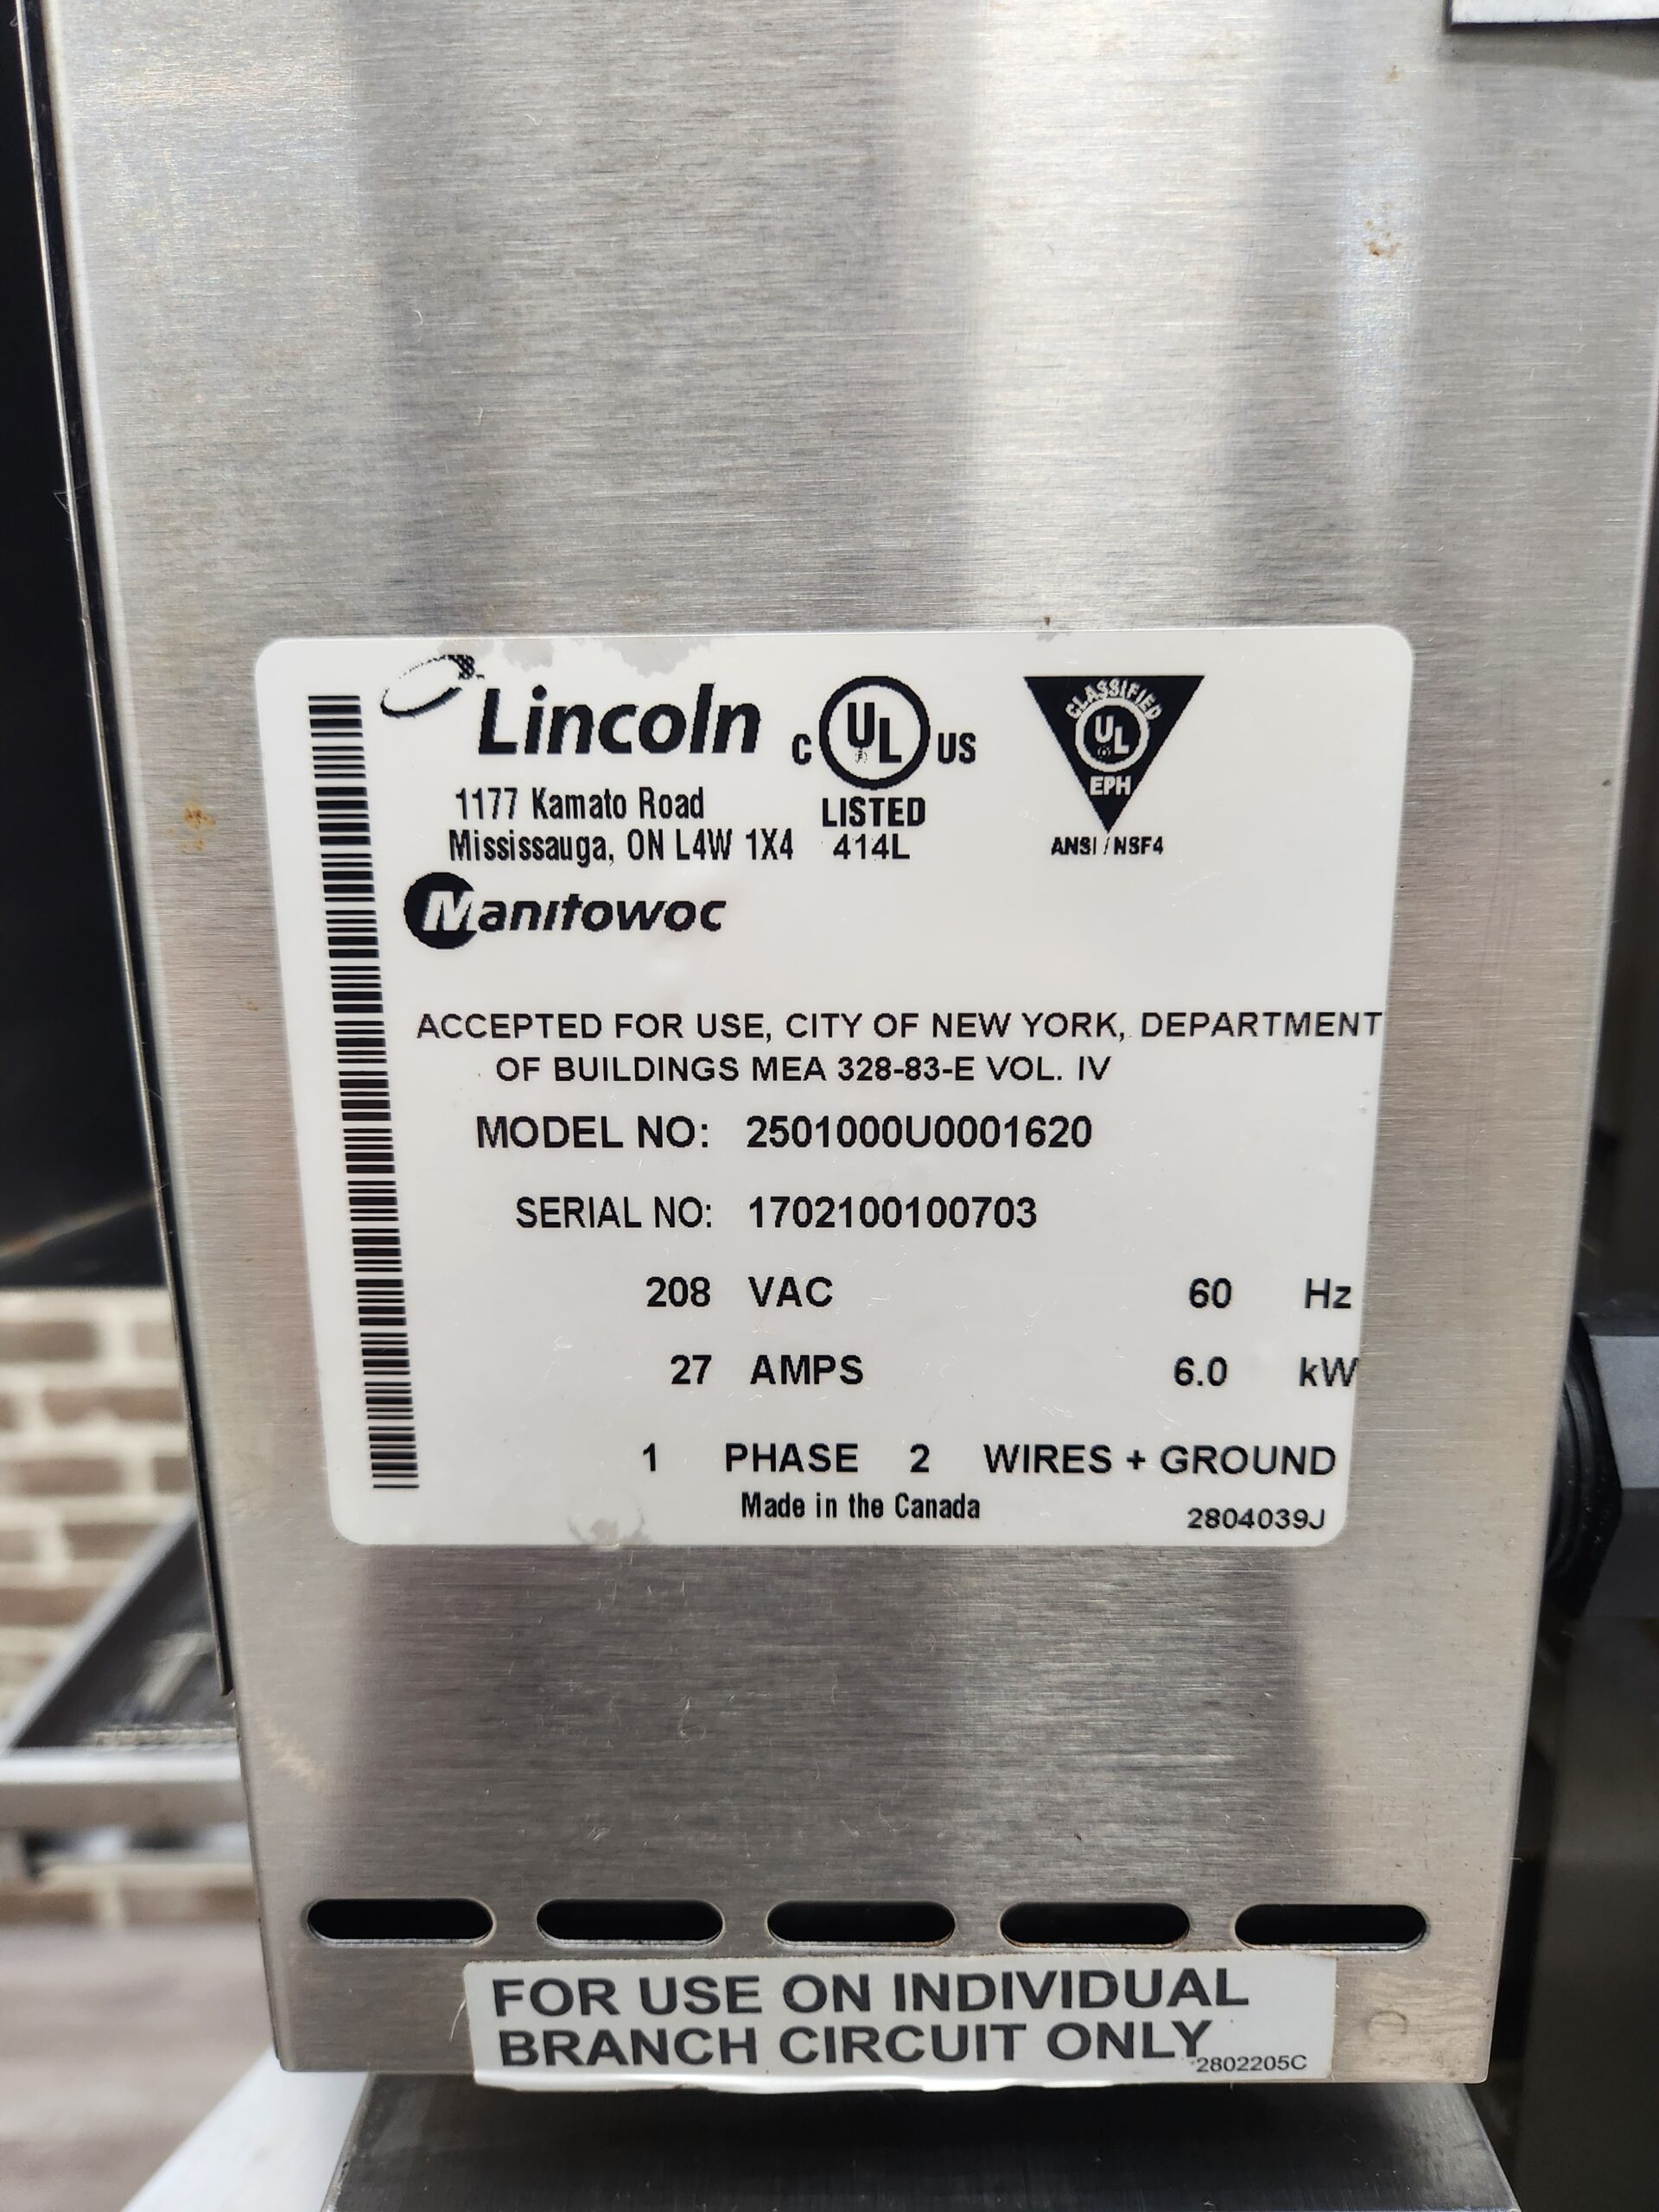 Lincoln
1177 Kamato Road
Mississauga, ON L4W 1X4
C UL US
LISTED
414L
CLASSIFIED
UL
EPH
ANSI / NSF4
Manitowoc
ACCEPTED FOR USE, CITY OF NEW YORK, DEPARTMENT
OF BUILDINGS MEA 328-83-E VOL. IV
MODEL NO: 2501000U0001620
SERIAL NO: 1702100100703
208 VAC 60 Hz
27 AMPS 6.0 kW
1 PHASE 2 WIRES + GROUND
Made in the Canada
2804039J
FOR USE ON INDIVIDUAL
BRANCH CIRCUIT ONLY
2802205C